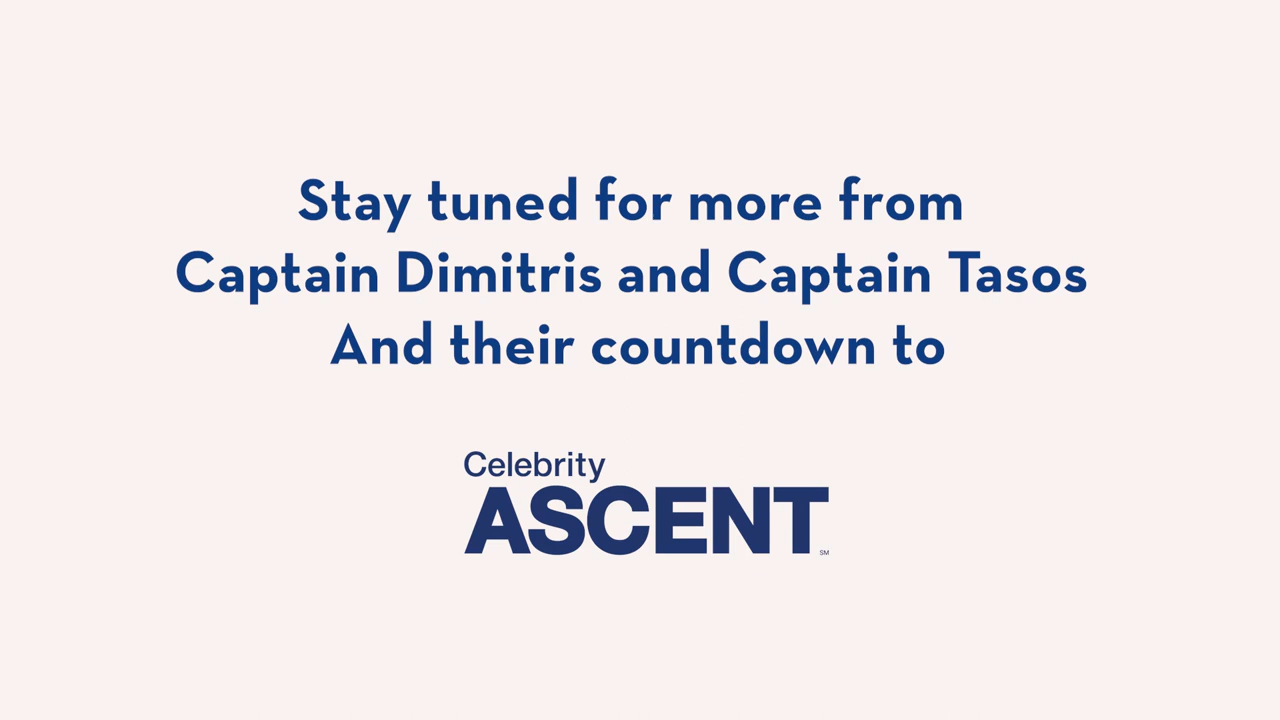 Stay tuned for more from
Captain Dimitris and Captain Tasos
And their countdown to
Celebrity
ASCENT
SM